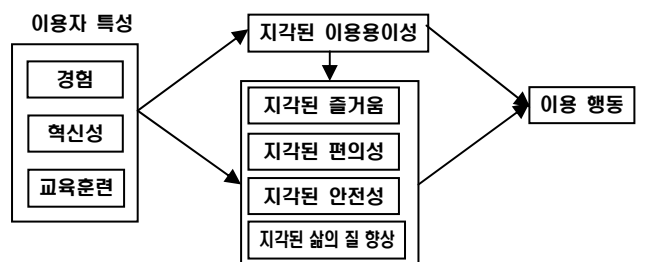 이용자 특성
경험
혁신성
교육훈련
지각된 이용용이성
지각된 즐거움
지각된 편의성
지각된 안전성
지각된 삶의 질 향상
이용 행동